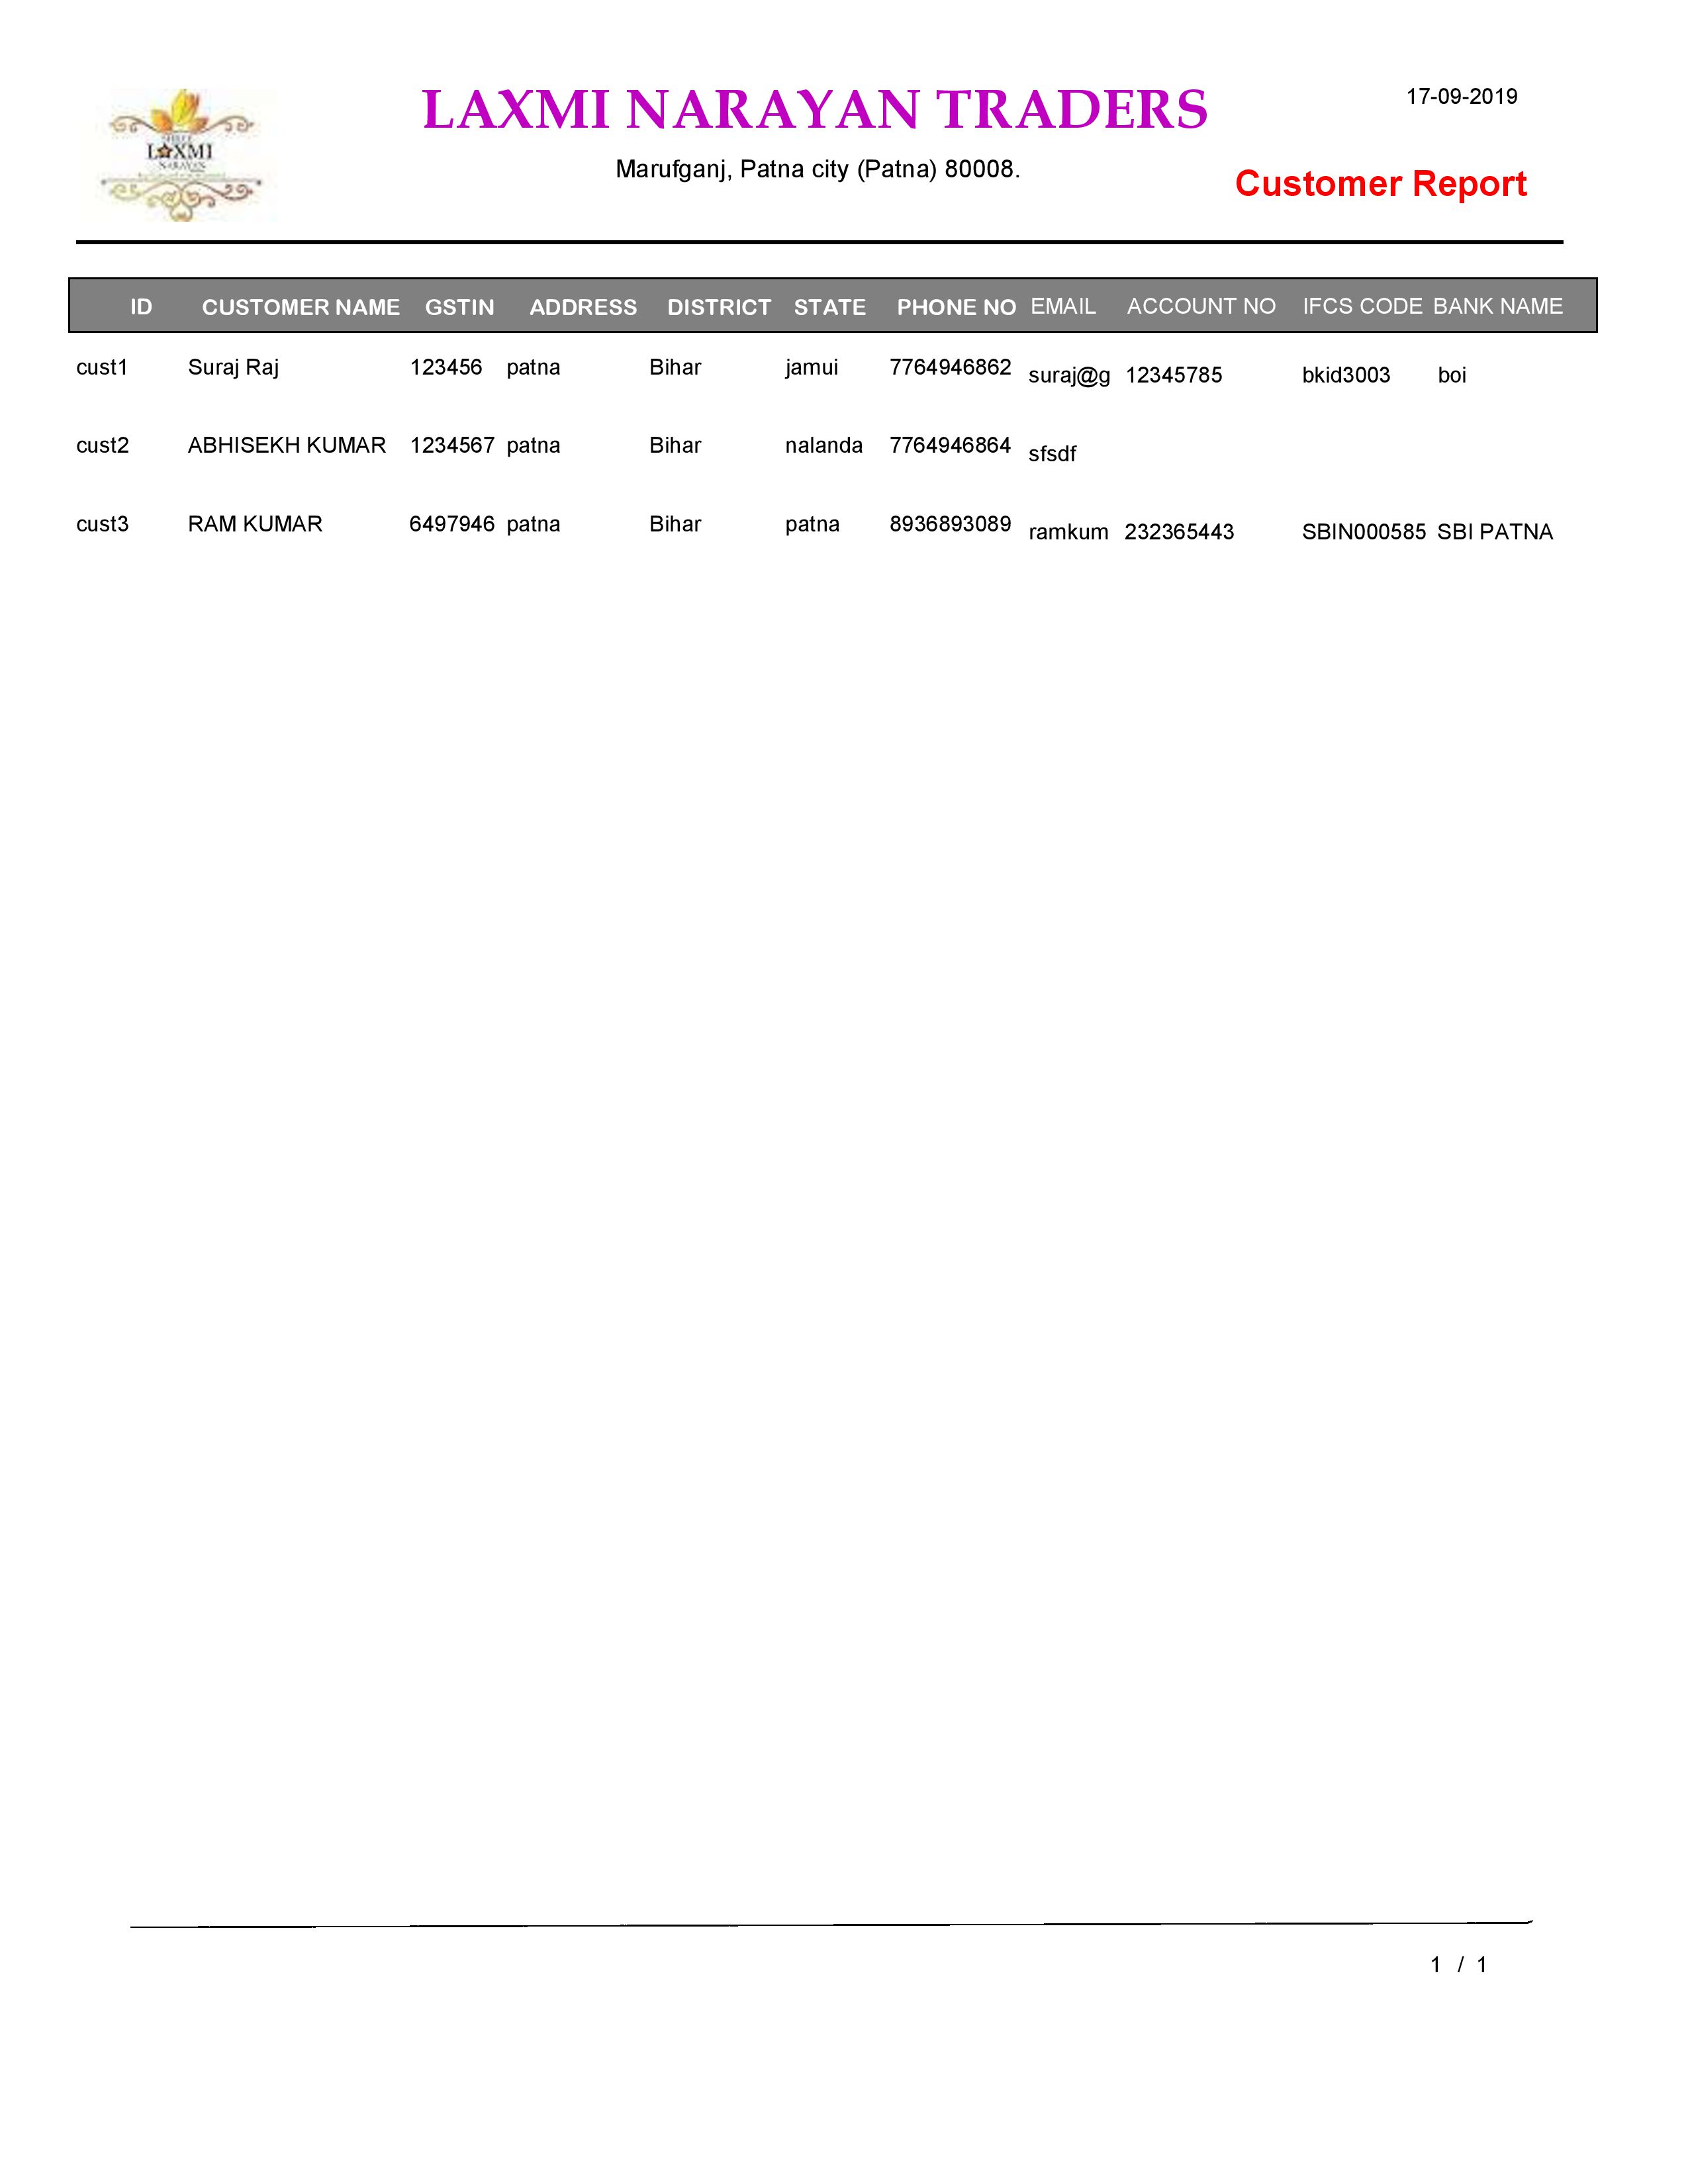 SHREE
LAXMI
NARAYAN
LAXMI NARAYAN TRADERS
17-09-2019
Marufganj, Patna city (Patna) 80008.
Customer Report
ID CUSTOMER NAME GSTIN ADDRESS DISTRICT STATE PHONE NO EMAIL ACCOUNT NO IFCS CODE BANK NAME
cust1 Suraj Raj 123456 patna Bihar jamui 7764946862 suraj@g 12345785 bkid3003 boi
cust2 ABHISEKH KUMAR 1234567 patna Bihar nalanda 7764946864 sfsdf
cust3 RAM KUMAR 6497946 patna Bihar patna 8936893089 ramkum 232365443 SBIN000585 SBI PATNA
1 / 1